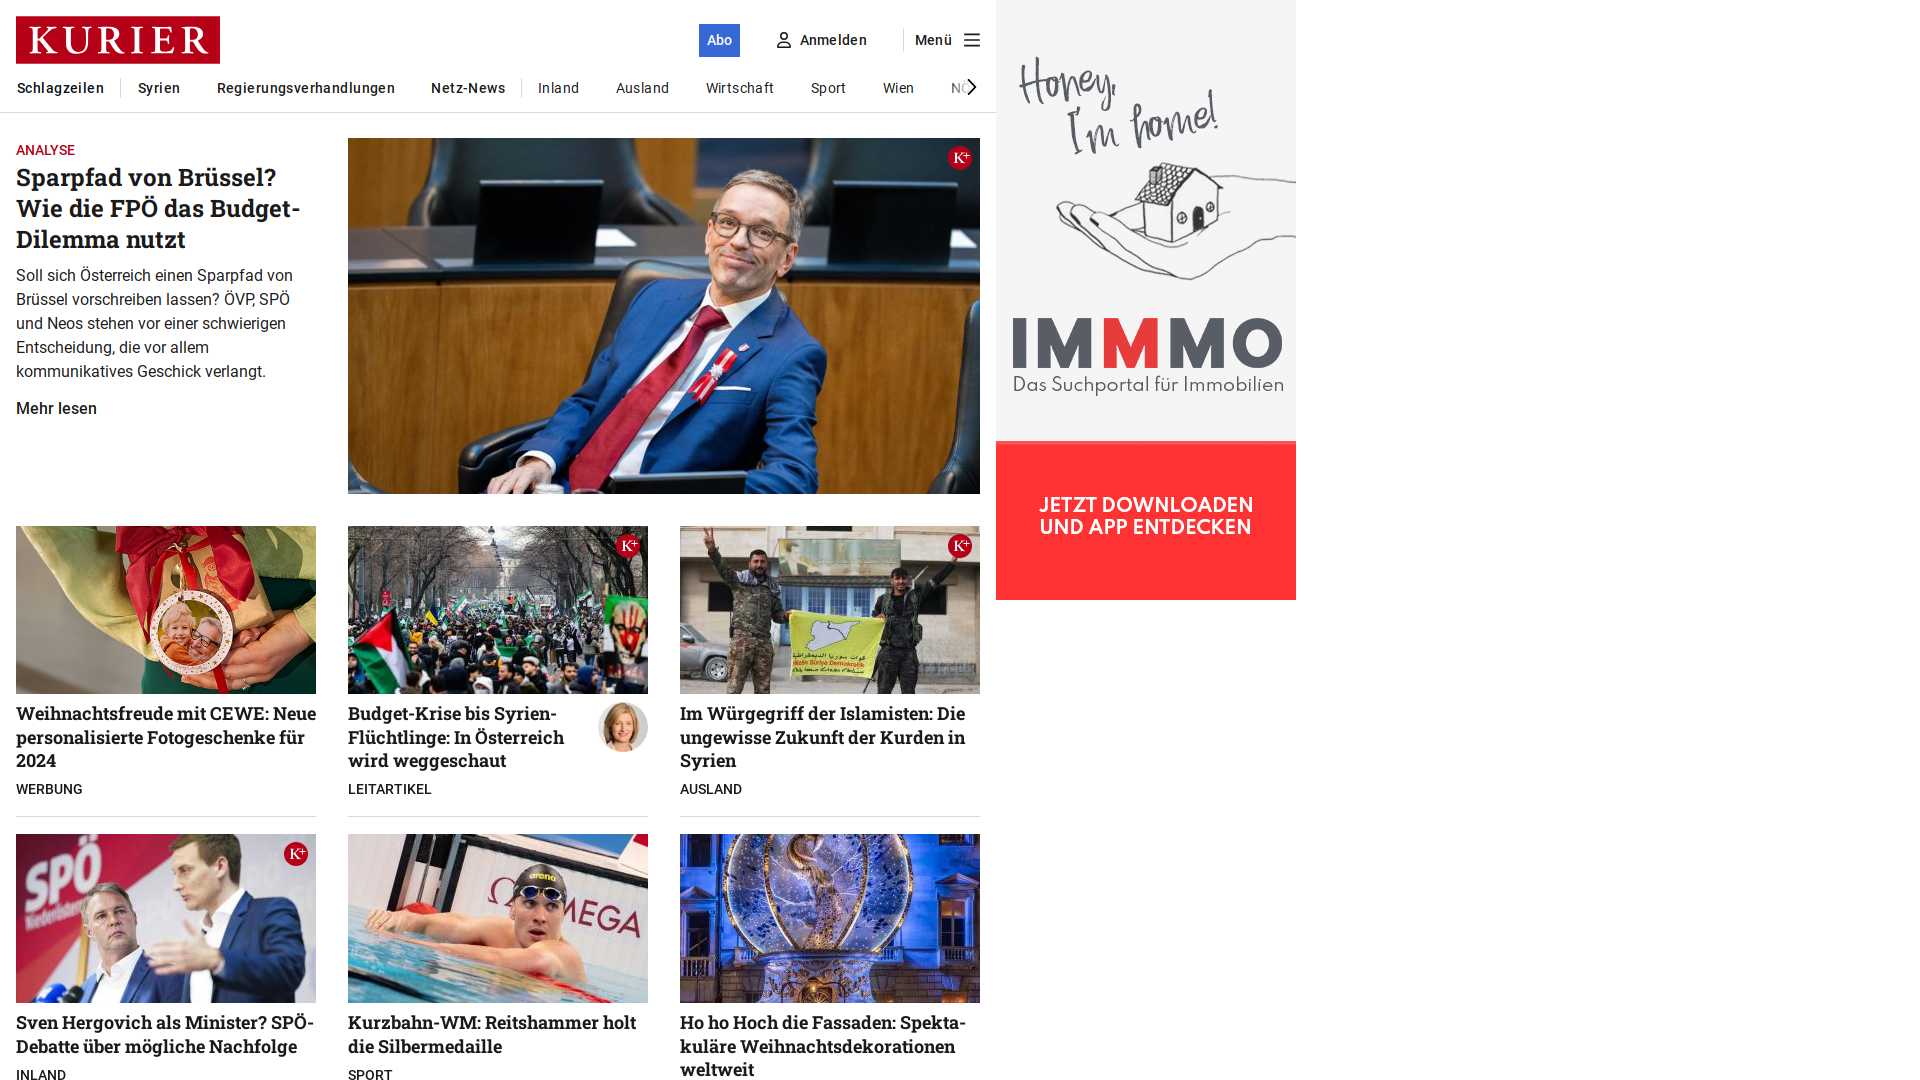 KURIER
Abo
Anmelden
Menü
Schlagzeilen
Syrien
Regierungsverhandlungen
Netz-News
Inland
Ausland
Wirtschaft
Sport
Wien
ANALYSE
Sparpfad von Brüssel?
Wie die FPÖ das Budget-
Dilemma nutzt
Soll sich Österreich einen Sparpfad von
Brüssel vorschreiben lassen? ÖVP, SPÖ
und Neos stehen vor einer schwierigen
Entscheidung, die vor allem
kommunikatives Geschick verlangt.
Mehr lesen
K+
Honey,
I'm home!
IMMMO
Das Suchportal für Immobilien
JETZT DOWNLOADEN
UND APP ENTDECKEN
Weihnachtsfreude mit CEWE: Neue
personalisierte Fotogeschenke für
2024
WERBUNG
K+
Budget-Krise bis Syrien-
Flüchtlinge: In Österreich
wird weggeschaut
LEITARTIKEL
K+
Im Würgegriff der Islamisten: Die
ungewisse Zukunft der Kurden in
Syrien
AUSLAND
SPÖ
Niederösterreich
K+
Sven Hergovich als Minister? SPÖ-
Debatte über mögliche Nachfolge
INLAND
arena
OMEGA
Kurzbahn-WM: Reitshammer holt
die Silbermedaille
SPORT
Ho ho Hoch die Fassaden: Spekta-
kuläre Weihnachtsdekorationen
weltweit